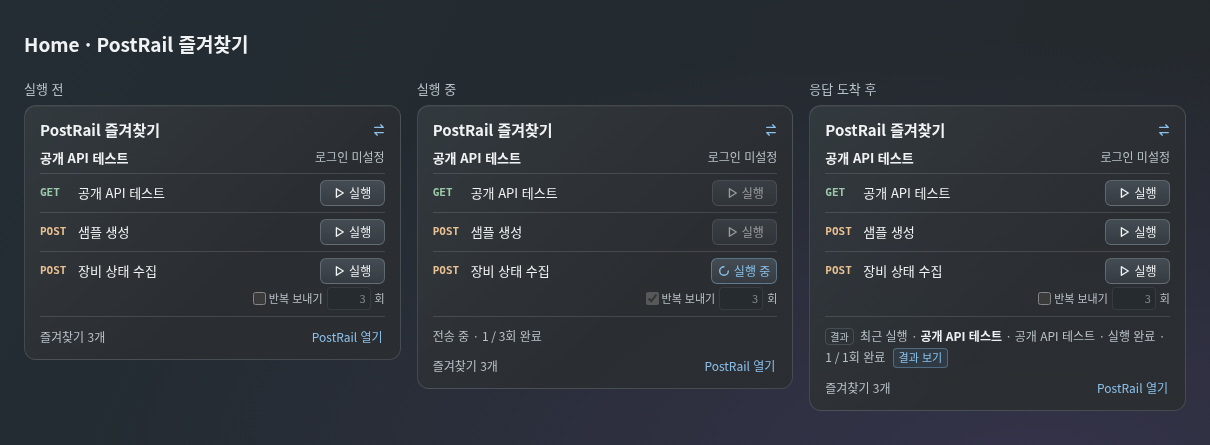 Home · PostRail 즐겨찾기
실행 전
PostRail 즐겨찾기
공개 API 테스트 로그인 미설정
GET 공개 API 테스트 실행
POST 샘플 생성 실행
POST 장비 상태 수집 실행
반복 보내기 3 회
즐겨찾기 3개 PostRail 열기
실행 중
PostRail 즐겨찾기
공개 API 테스트 로그인 미설정
GET 공개 API 테스트 실행
POST 샘플 생성 실행
POST 장비 상태 수집 실행 중
반복 보내기 3 회
전송 중 · 1 / 3회 완료
즐겨찾기 3개 PostRail 열기
응답 도착 후
PostRail 즐겨찾기
공개 API 테스트 로그인 미설정
GET 공개 API 테스트 실행
POST 샘플 생성 실행
POST 장비 상태 수집 실행
반복 보내기 3 회
결과 최근 실행 · 공개 API 테스트 · 공개 API 테스트 · 실행 완료 ·
1 / 1회 완료 결과 보기
즐겨찾기 3개 PostRail 열기